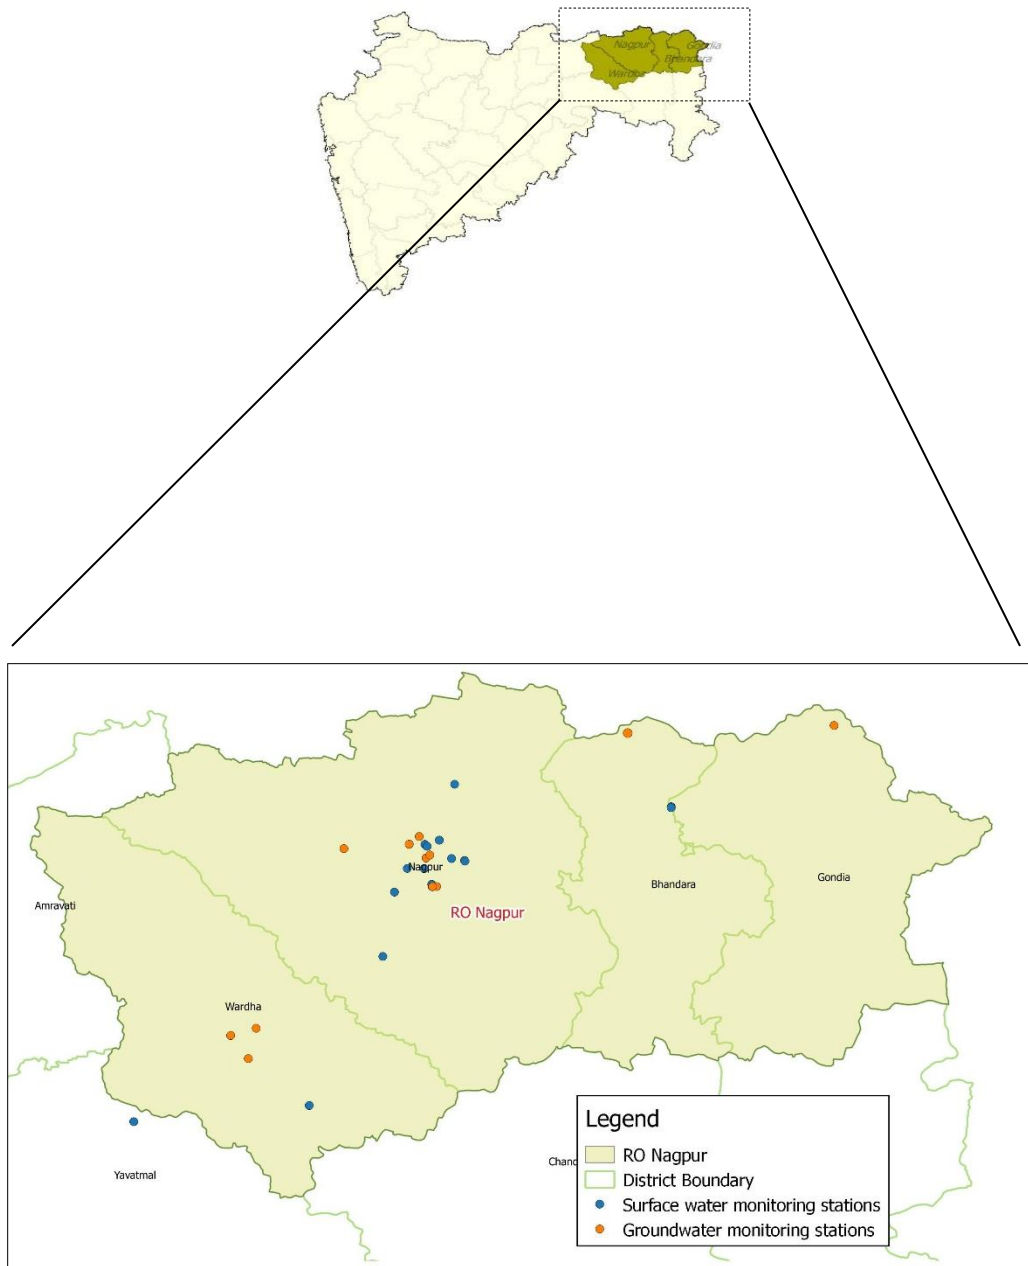 Nagpur
Gondia
Bhandara
Wardha
Nagpur
Amravati
RO Nagpur
Bhandara
Gondia
Wardha
Yavatmal
Chand
Legend
RO Nagpur
District Boundary
Surface water monitoring stations
Groundwater monitoring stations